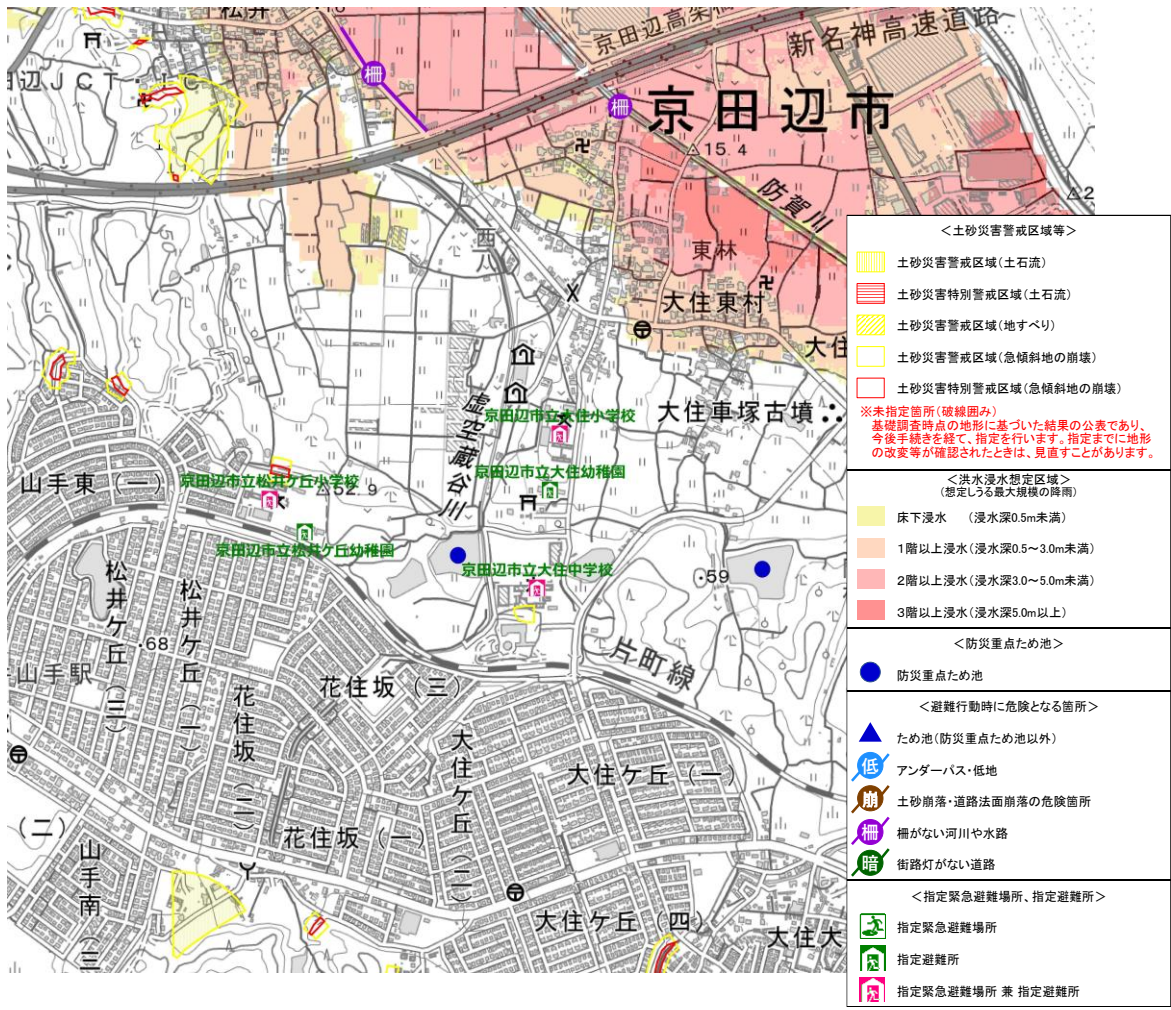 松井
京田辺高架橋
新名神高速道路
田辺JCT・IC
柵
柵
京田辺市
15.4
防賀川
△2
西八
東林
大住東村
大住
虚空蔵谷川
京田辺市立大住小学校
大住車塚古墳
山手東(一)
京田辺市立松井ケ丘小学校
52.9
京田辺市立大住幼稚園
京田辺市立松井ケ丘幼稚園
京田辺市立大住中学校
・59
松井ケ丘(三)
松井ケ丘(一)
・68
山手駅
片町線
花住坂(三)
花住坂(二)
大住ケ丘(二)
大住ケ丘(一)
花住坂(一)
(二)
山手南(三)
大住ケ丘(四)
大住大
<土砂災害警戒区域等>
土砂災害警戒区域(土石流)
土砂災害特別警戒区域(土石流)
土砂災害警戒区域(地すべり)
土砂災害警戒区域(急傾斜地の崩壊)
土砂災害特別警戒区域(急傾斜地の崩壊)
※未指定箇所(破線囲み)
基礎調査時点の地形に基づいた結果の公表であり、
今後手続きを経て、指定を行います。指定までに地形
の改変等が確認されたときは、見直すことがあります。
<洪水浸水想定区域>
(想定しうる最大規模の降雨)
床下浸水 (浸水深0.5m未満)
1階以上浸水(浸水深0.5~3.0m未満)
2階以上浸水(浸水深3.0~5.0m未満)
3階以上浸水(浸水深5.0m以上)
<防災重点ため池>
防災重点ため池
<避難行動時に危険となる箇所>
ため池(防災重点ため池以外)
低 アンダーパス・低地
崩 土砂崩落・道路法面崩落の危険箇所
柵 柵がない河川や水路
暗 街路灯がない道路
<指定緊急避難場所、指定避難所>
指定緊急避難場所
指定避難所
指定緊急避難場所 兼 指定避難所